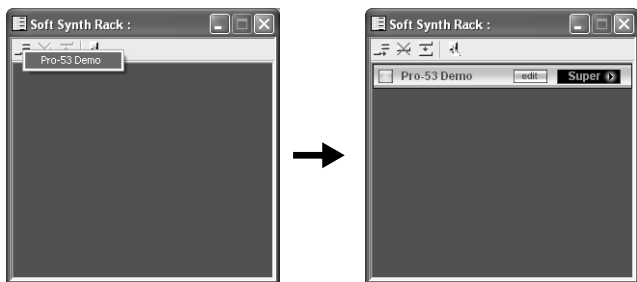 Soft Synth Rack :
Pro-53 Demo
Soft Synth Rack :
Pro-53 Demo edit Super